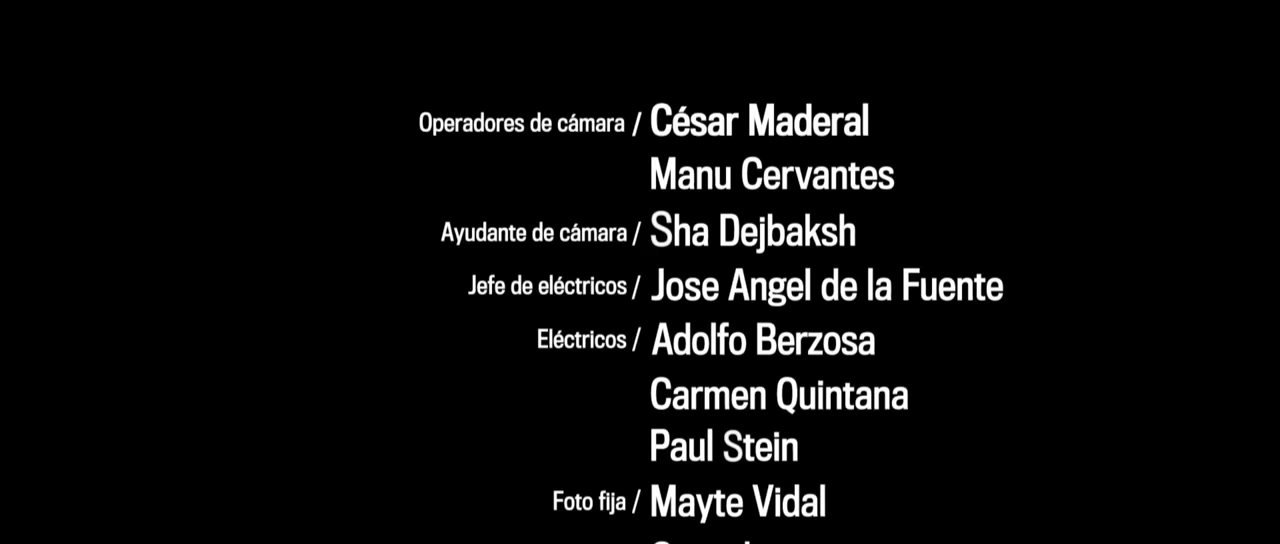 Operadores de cámara / César Maderal
Manu Cervantes
Ayudante de cámara / Sha Dejbaksh
Jefe de eléctricos / Jose Angel de la Fuente
Eléctricos / Adolfo Berzosa
Carmen Quintana
Paul Stein
Foto fija / Mayte Vidal